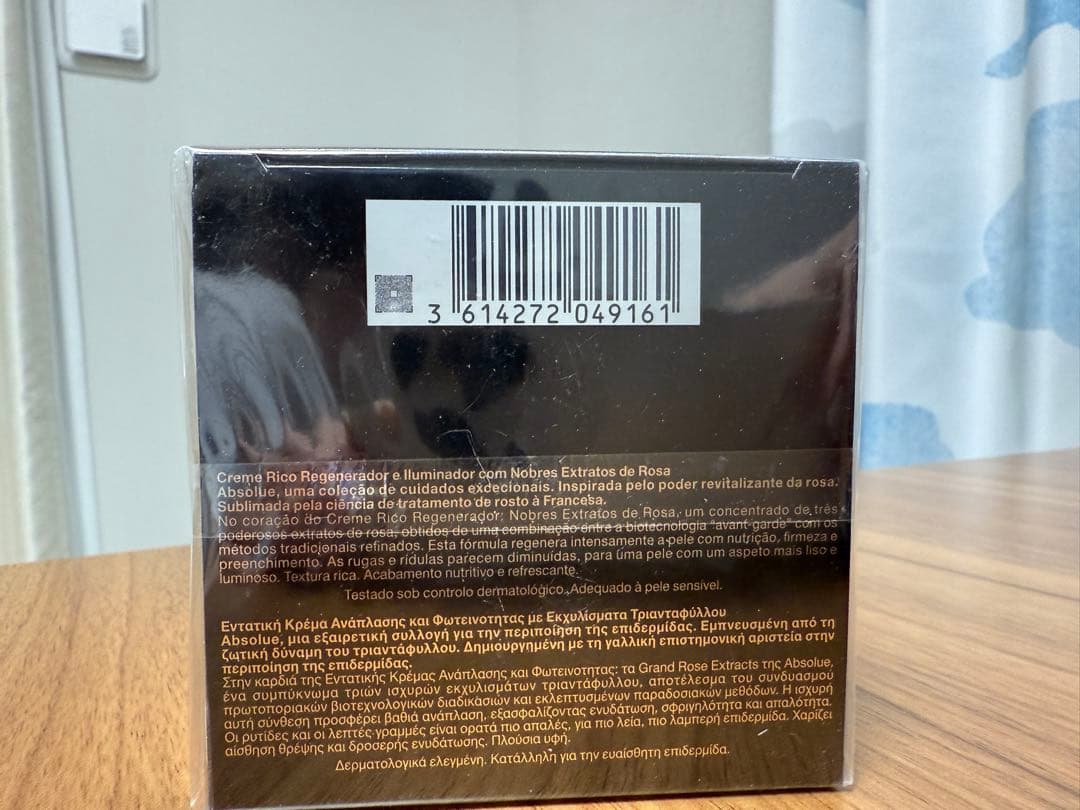 3 614272 049161
Creme Rico Regenerador e Iluminador com Nobres Extratos de Rosa
Absolue, uma coleção de cuidados exdecionais. Inspirada pelo poder revitalizante da rosa.
Sublimada pela ciência de tratamento de rosto à Francesa.
No coração do Creme Rico Regenerador: Nobres Extratos de Rosa, um concentrado de três
poderosos extratos de rosa, obtidos de uma combinação entre a biotecnologia "avant-garde" com os
métodos tradicionais refinados. Esta fórmula regenera intensamente a pele com nutrição, firmeza e
preenchimento. As rugas e rídulas parecem diminuídas, para uma pele com um aspeto mais liso e
luminoso. Textura rica. Acabamento nutritivo e refrescante.
Testado sob controlo dermatológico. Adequado à pele sensível.
Εντατική Κρέμα Ανάπλασης και Φωτεινοτητας με Εκχυλίσματα Τριανταφύλλου
Absolue, μια εξαιρετική συλλογή για την περιποίηση της επιδερμίδας. Εμπνευσμένη από τη
ζωτική δύναμη του τριαντάφυλλου. Δημιουργημένη με τη γαλλική επιστημονική αριστεία στην
περιποίηση της επιδερμίδας.
Στην καρδιά της Εντατικής Κρέμας Ανάπλασης και Φωτεινοτητας: τα Grand Rose Extracts της Absolue,
ένα συμπύκνωμα τριών ισχυρών εκχυλισμάτων τριαντάφυλλου, αποτέλεσμα του συνδυασμού
πρωτοποριακών βιοτεχνολογικών διαδικασιών και εκλεπτυσμένων παραδοσιακών μεθόδων. Η ισχυρή
αυτή σύνθεση προσφέρει βαθιά ανάπλαση, εξασφαλίζοντας ενυδάτωση, σφριγηλότητα και απαλότητα.
Οι ρυτίδες και οι λεπτές γραμμές είναι ορατά πιο απαλές, για πιο λεία, πιο λαμπερή επιδερμίδα. Χαρίζει
αίσθηση θρέψης και δροσερής ενυδάτωσης. Πλούσια υφή.
Δερματολογικά ελεγμένη. Κατάλληλη για την ευαίσθητη επιδερμίδα.